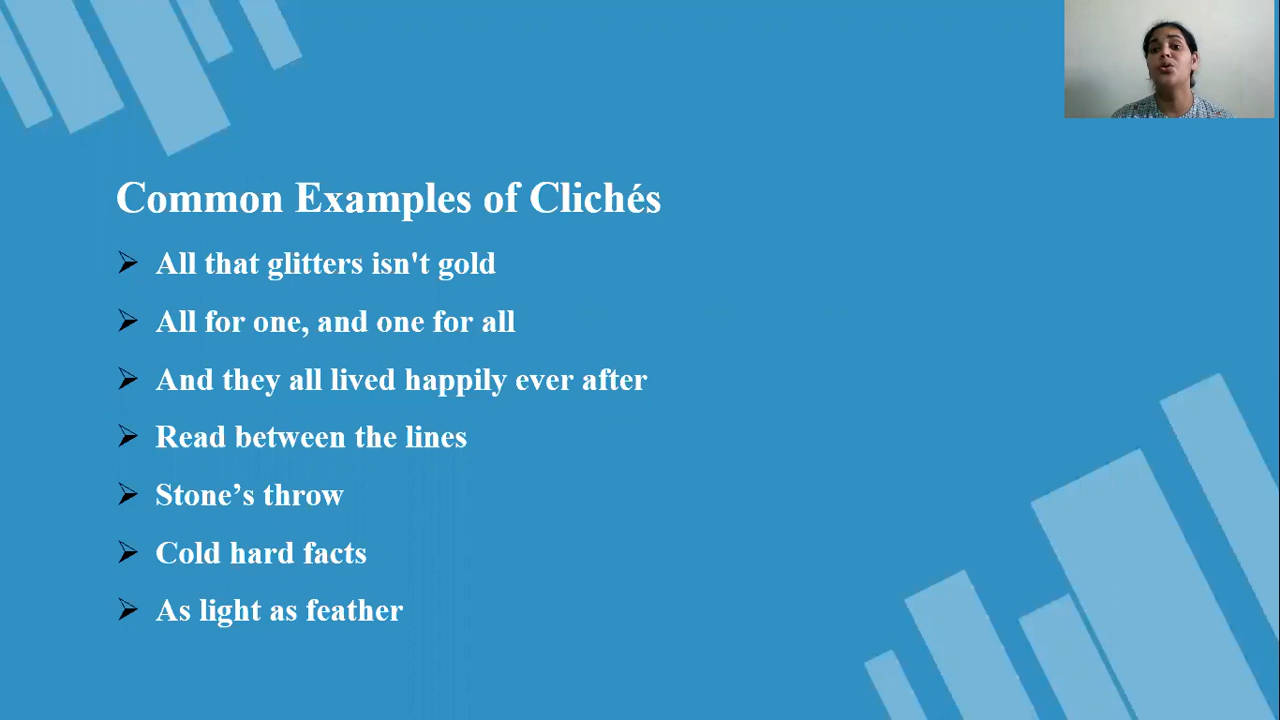 Common Examples of Clichés
All that glitters isn't gold
All for one, and one for all
And they all lived happily ever after
Read between the lines
Stone’s throw
Cold hard facts
As light as feather